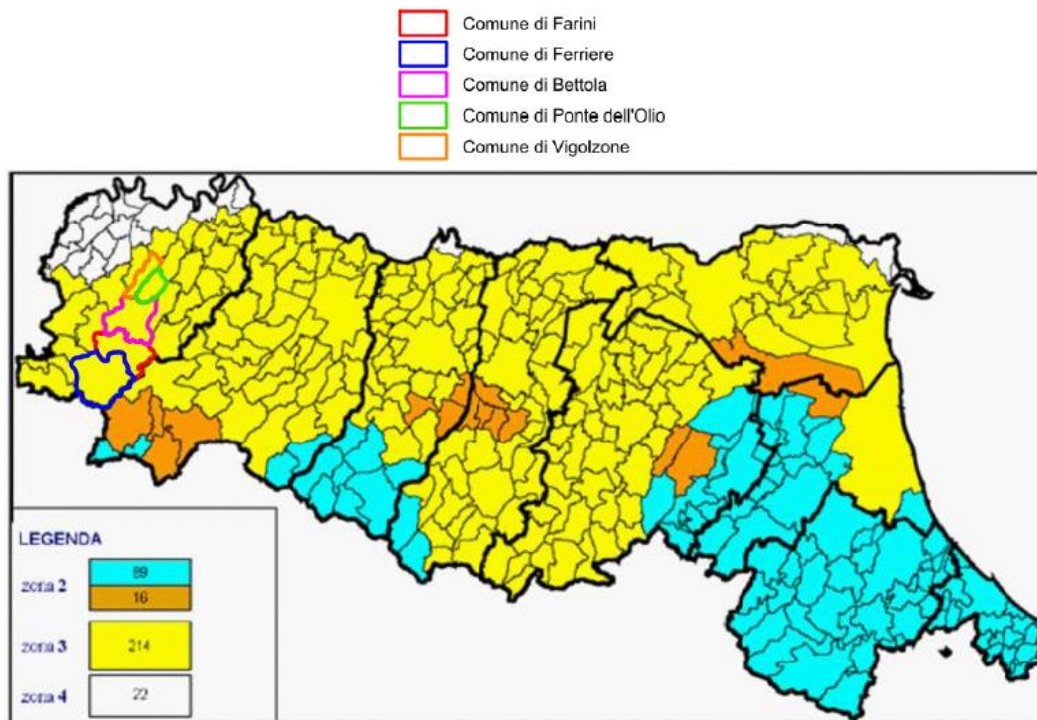 Comune di Farini
Comune di Ferriere
Comune di Bettola
Comune di Ponte dell'Olio
Comune di Vigolzone
LEGENDA
zona 2
89
16
zona 3
214
zona 4
22